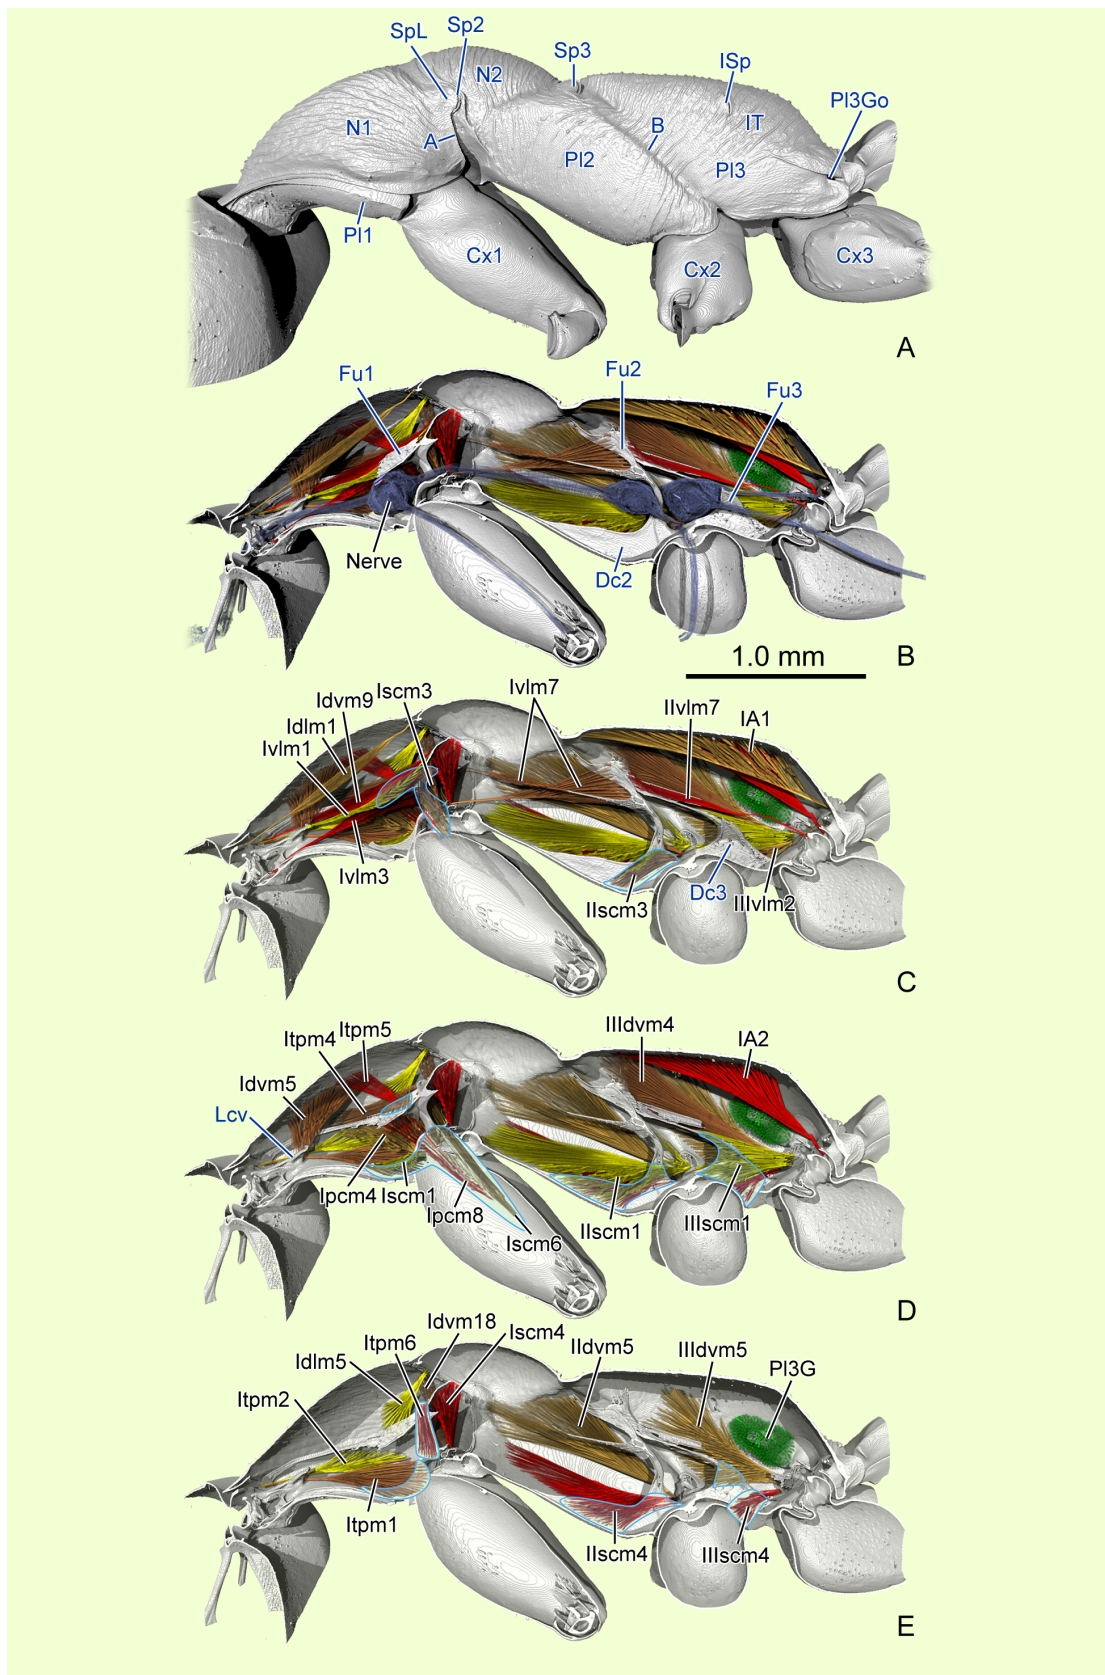 SpL Sp2
Sp3
ISp
N2
Pl3Go
N1
IT
A
B
Pl2
Pl3
Pl1
Cx1
Cx2
Cx3
A
Fu1
Fu2
Fu3
Nerve
Dc2
B
1.0 mm
Idvm9 Iscm3
Ivlm7
IIvlm7
IA1
Idlm1
Ivlm1
Ivlm3
IIscm3
Dc3
IIIvlm2
C
Itpm4 Itpm5
IIIdvm4
IA2
Idvm5
Lcv
Ipcm4 Iscm1
Ipcm8
IIscm1
IIIscm1
Iscm6
D
Idvm18
Itpm6
Iscm4
IIdvm5
IIIdvm5
Idlm5
Pl3G
Itpm2
Itpm1
IIscm4
IIIscm4
E